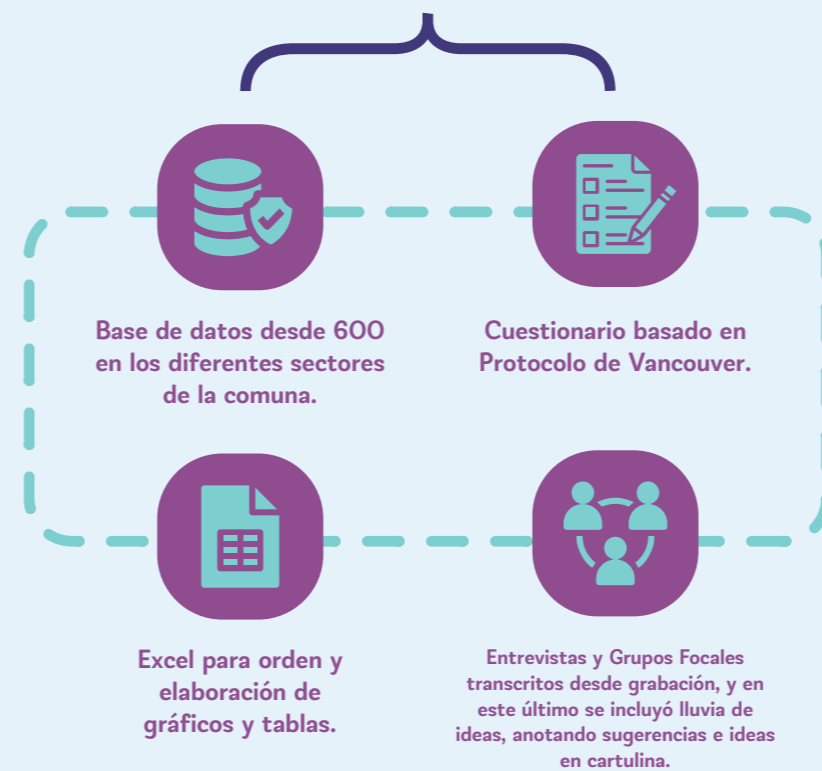 Base de datos desde 600
en los diferentes sectores
de la comuna.
Cuestionario basado en
Protocolo de Vancouver.
Excel para orden y
elaboración de
gráficos y tablas.
Entrevistas y Grupos Focales
transcritos desde grabación, y en
este último se incluyó lluvia de
ideas, anotando sugerencias e ideas
en cartulina.